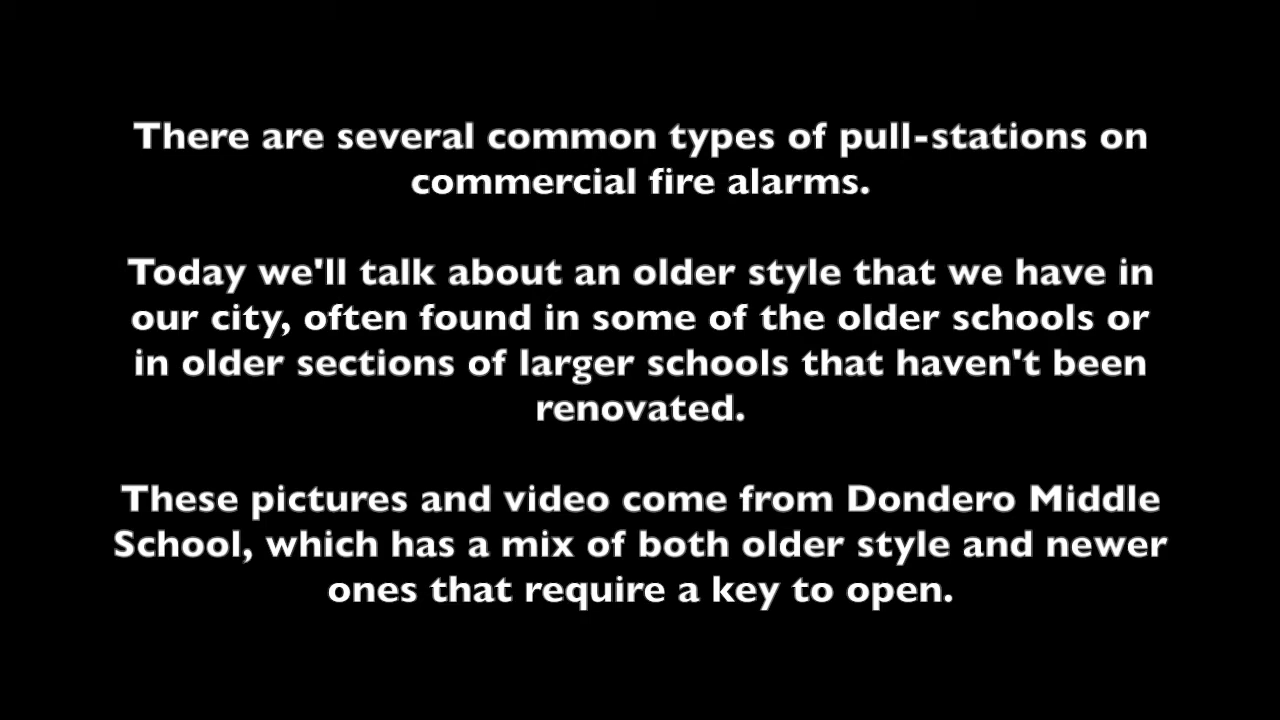 There are several common types of pull-stations on
commercial fire alarms.
Today we'll talk about an older style that we have in
our city, often found in some of the older schools or
in older sections of larger schools that haven't been
renovated.
These pictures and video come from Dondero Middle
School, which has a mix of both older style and newer
ones that require a key to open.